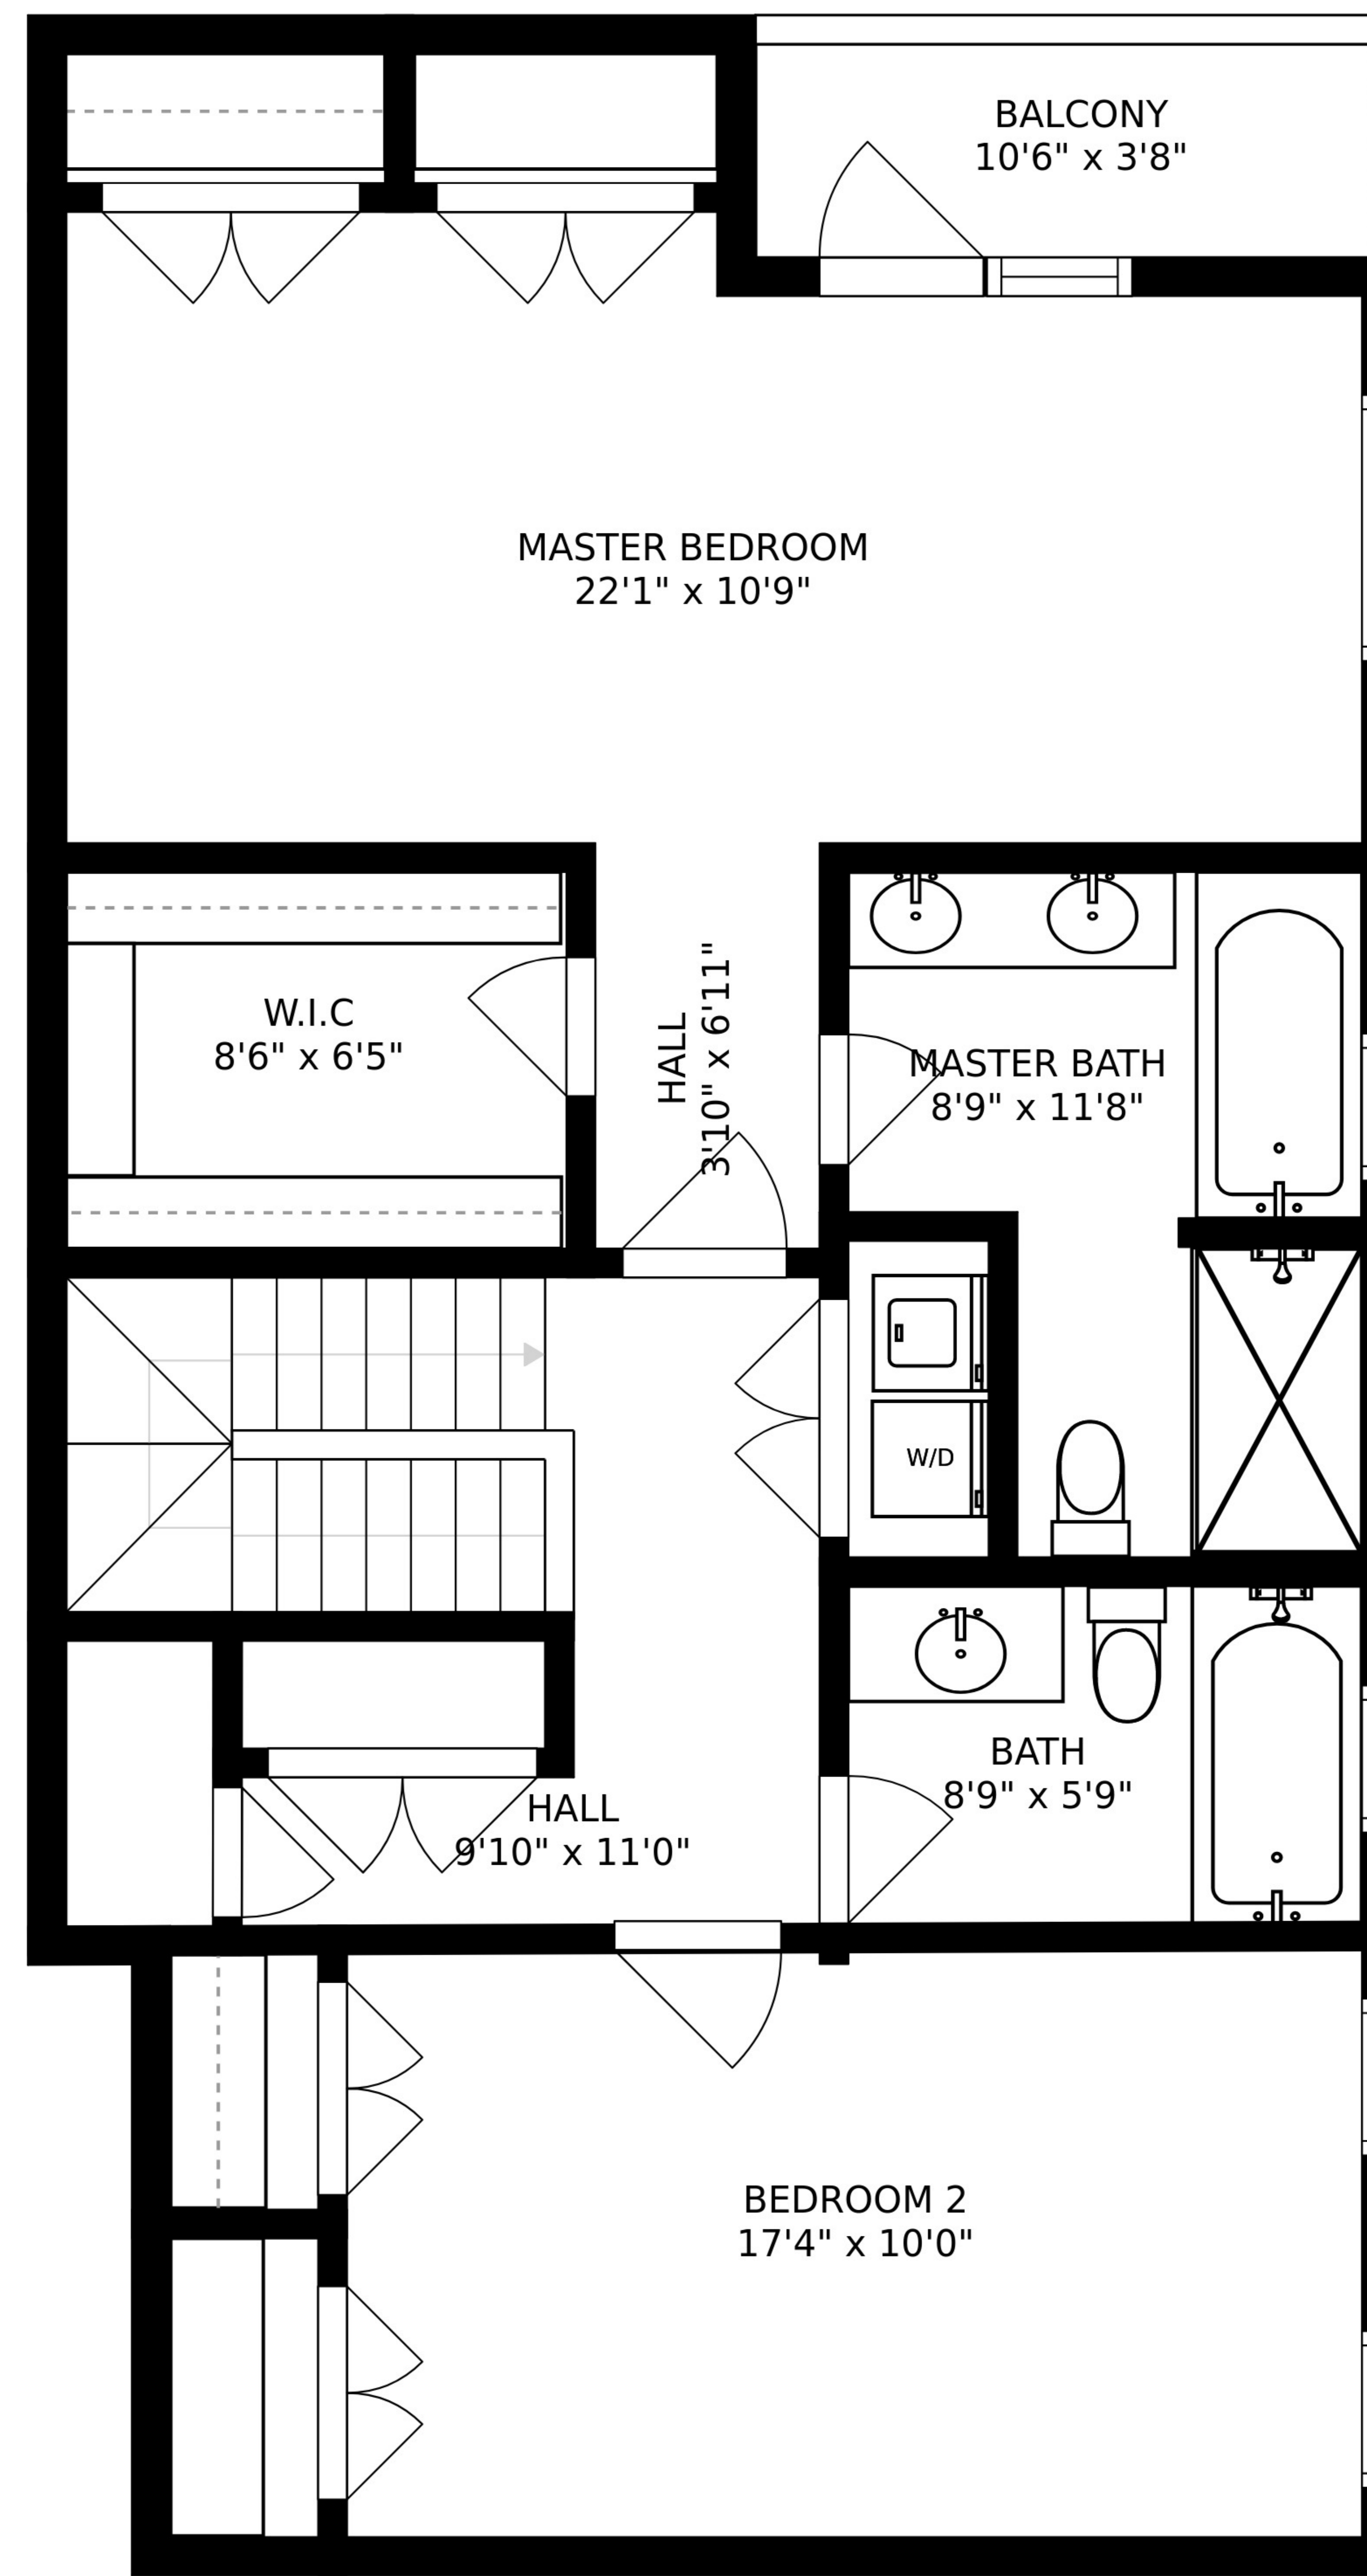 BALCONY
10'6" x 3'8"
MASTER BEDROOM
22'1" x 10'9"
W.I.C
8'6" x 6'5"
HALL
3'10" x 6'11"
MASTER BATH
8'9" x 11'8"
W/D
BATH
8'9" x 5'9"
HALL
9'10" x 11'0"
BEDROOM 2
17'4" x 10'0"